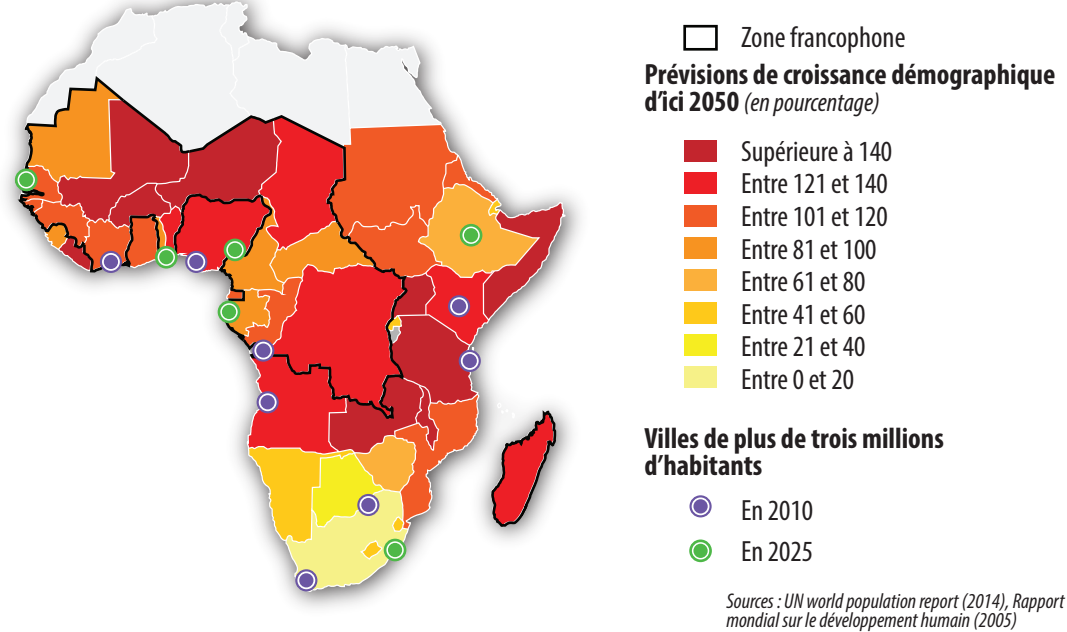 Zone francophone
Prévisions de croissance démographique
d’ici 2050 (en pourcentage)
Supérieure à 140
Entre 121 et 140
Entre 101 et 120
Entre 81 et 100
Entre 61 et 80
Entre 41 et 60
Entre 21 et 40
Entre 0 et 20
Villes de plus de trois millions
d’habitants
En 2010
En 2025
Sources : UN world population report (2014), Rapport
mondial sur le développement humain (2005)